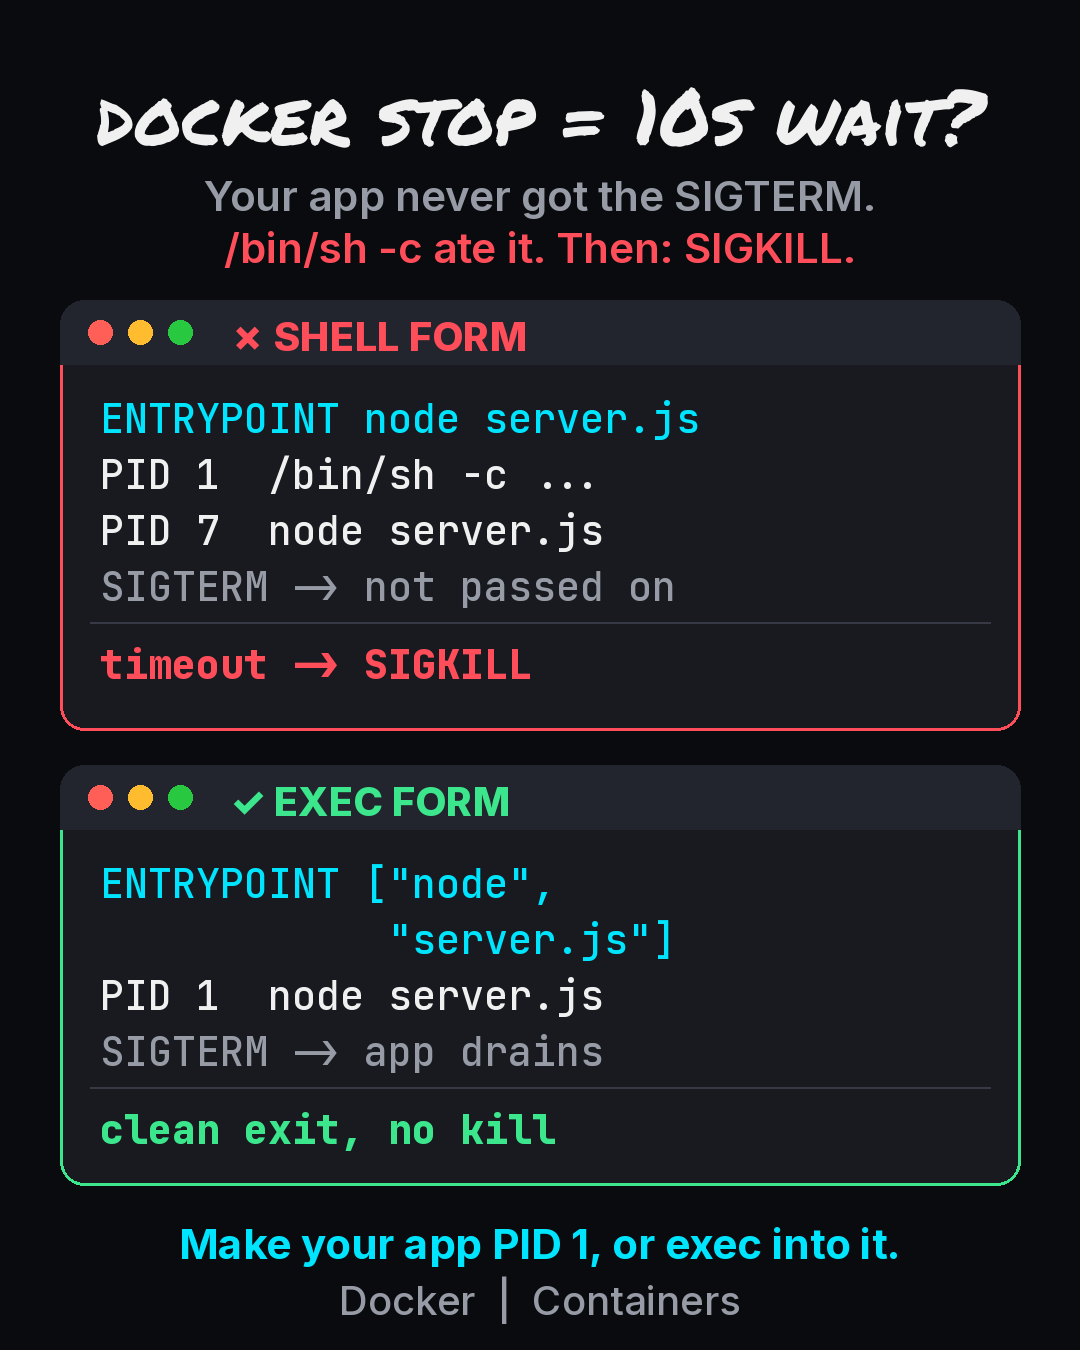 DOCKER STOP = 10S WAIT?
Your app never got the SIGTERM.
/bin/sh -c ate it. Then: SIGKILL.
× SHELL FORM
ENTRYPOINT node server.js
PID 1  /bin/sh -c ...
PID 7  node server.js
SIGTERM → not passed on
timeout → SIGKILL
✓ EXEC FORM
ENTRYPOINT ["node",
"server.js"]
PID 1  node server.js
SIGTERM → app drains
clean exit, no kill
Make your app PID 1, or exec into it.
Docker | Containers